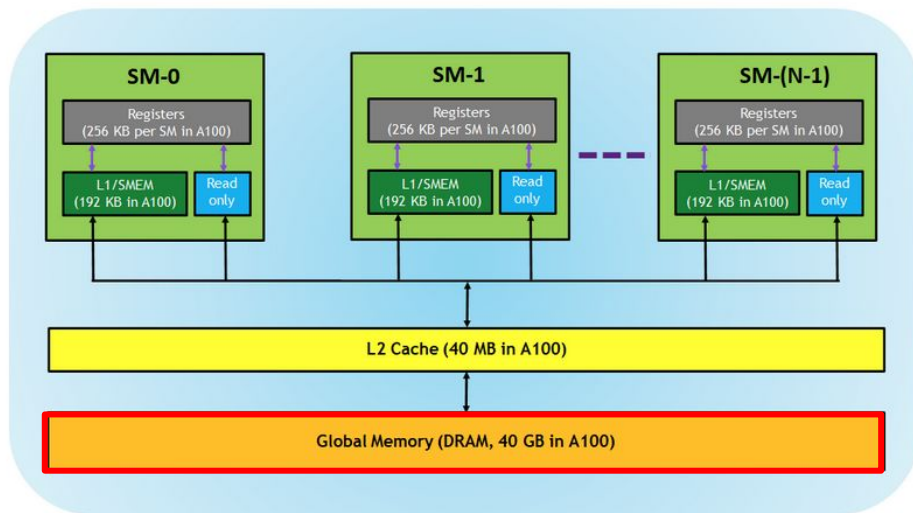 SM-0
Registers
(256 KB per SM in A100)
L1/SMEM
(192 KB in A100)
Read
only
SM-1
Registers
(256 KB per SM in A100)
L1/SMEM
(192 KB in A100)
Read
only
SM-(N-1)
Registers
(256 KB per SM in A100)
L1/SMEM
(192 KB in A100)
Read
only
L2 Cache (40 MB in A100)
Global Memory (DRAM, 40 GB in A100)